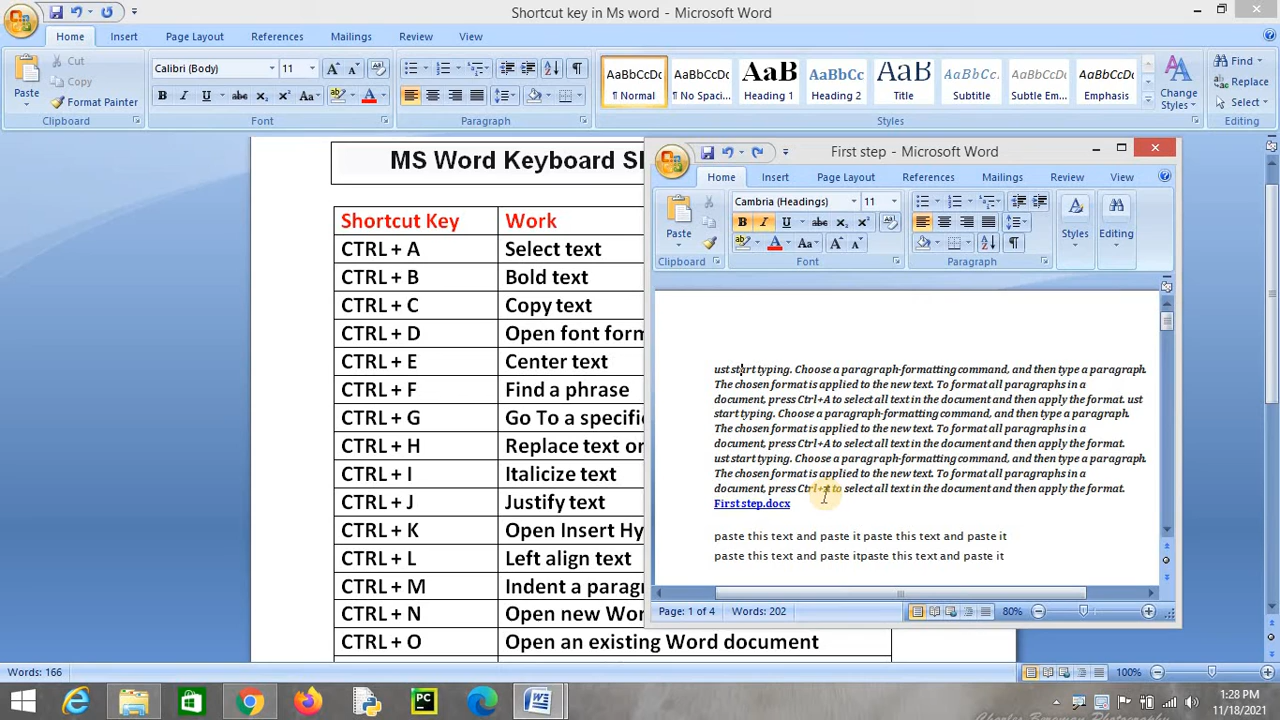 Shortcut key in Ms word - Microsoft Word
Home Insert Page Layout References Mailings Review View
Paste
Cut
Copy
Format Painter
Clipboard
Calibri (Body) 11
Font
Paragraph
AaBbCcDc AaBbCcDc AaB AaBbCc AaB AaBbCc AaBbCcDc AaBbCcDc
¶ Normal ¶ No Spaci... Heading 1 Heading 2 Title Subtitle Subtle Em... Emphasis
Change
Styles
Styles
Find
Replace
Select
Editing
MS Word Keyboard S
Shortcut Key Work
CTRL + A Select text
CTRL + B Bold text
CTRL + C Copy text
CTRL + D Open font form
CTRL + E Center text
CTRL + F Find a phrase
CTRL + G Go To a specifi
CTRL + H Replace text or
CTRL + I Italicize text
CTRL + J Justify text
CTRL + K Open Insert Hy
CTRL + L Left align text
CTRL + M Indent a paragr
CTRL + N Open new Wor
CTRL + O Open an existing Word document
First step - Microsoft Word
Home Insert Page Layout References Mailings Review View
Paste
Clipboard
Cambria (Headings) 11
Font
Paragraph
Styles
Editing
ust start typing. Choose a paragraph-formatting command, and then type a paragraph.
The chosen format is applied to the new text. To format all paragraphs in a
document, press Ctrl+A to select all text in the document and then apply the format. ust
start typing. Choose a paragraph-formatting command, and then type a paragraph.
The chosen format is applied to the new text. To format all paragraphs in a
document, press Ctrl+A to select all text in the document and then apply the format.
ust start typing. Choose a paragraph-formatting command, and then type a paragraph.
The chosen format is applied to the new text. To format all paragraphs in a
document, press Ctrl+A to select all text in the document and then apply the format.
First step.docx
paste this text and paste it paste this text and paste it
paste this text and paste itpaste this text and paste it
Page: 1 of 4 Words: 202 80%
Words: 166 100%
1:28 PM
11/18/2021